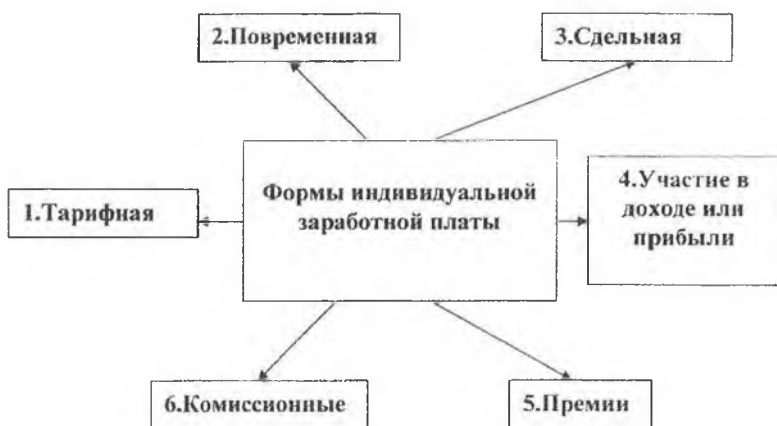 2.Повременная
3.Сдельная
1.Тарифная
Формы индивидуальной
заработной платы
4.Участие в
доходе или
прибыли
6.Комиссионные
5.Премии